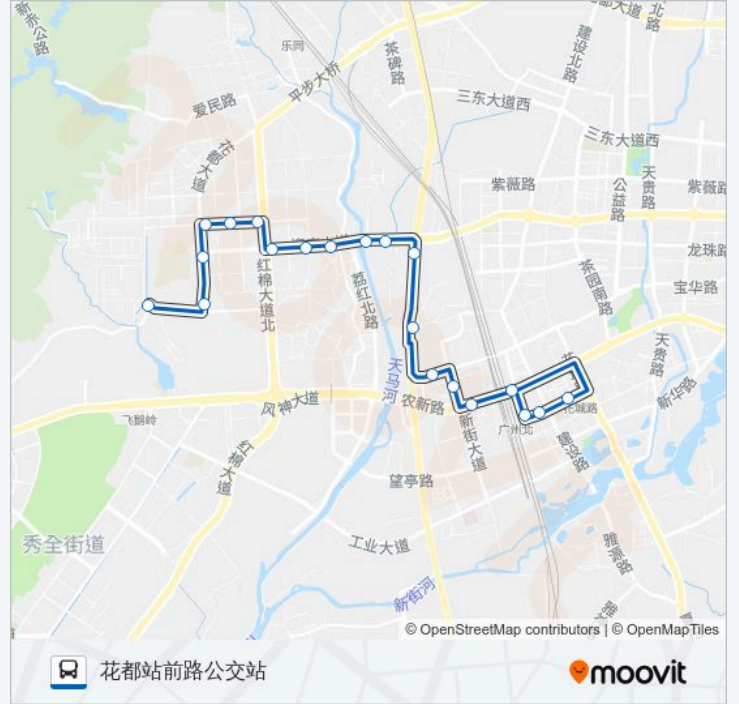 新赤公路
乐同
平步大桥
茶碑路
建设北路
都大道
北路
爱民路
三东大道西
三东大道西
花都大道
紫薇路
公益路
天贵路
紫薇路
龙珠路
红棉大道北
荔红北路
茶园南路
宝华路
天马河
天贵路
新华路
风神大道
农新路
花城路
飞鹅岭
新街大道
广州北
建设路
红棉大道
望亭路
秀全街道
工业大道
雅源路
新街河
© OpenStreetMap contributors | © OpenMapTiles
花都站前路公交站
moovit